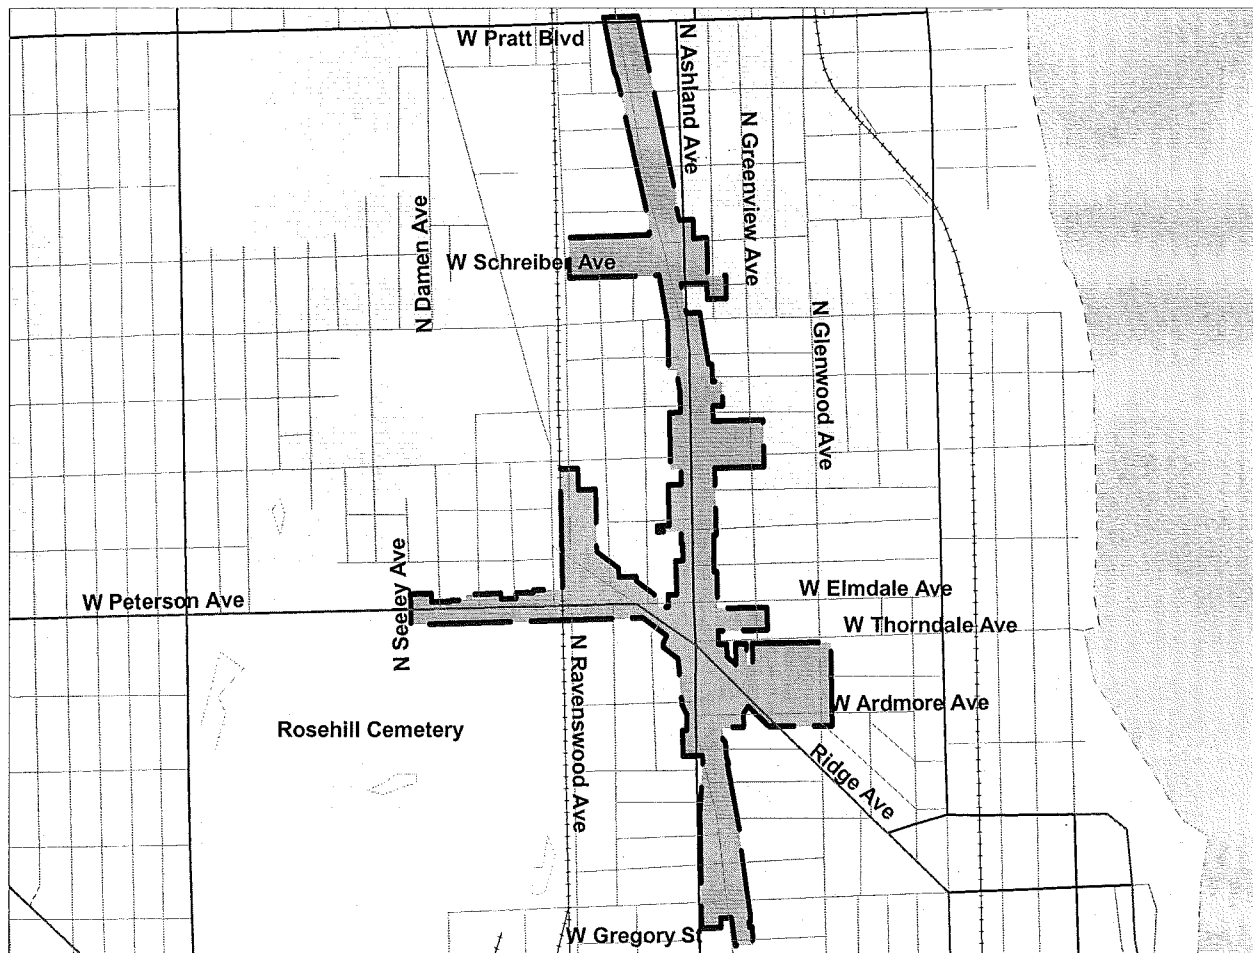 W Pratt Blvd
N Ashland Ave
N Greenview Ave
N Damen Ave
W Schreiber Ave
N Glenwood Ave
W Elmdale Ave
W Peterson Ave
N Seeley Ave
W Thorndale Ave
N Ravenswood Ave
W Ardmore Ave
Rosehill Cemetery
Ridge Ave
W Gregory St